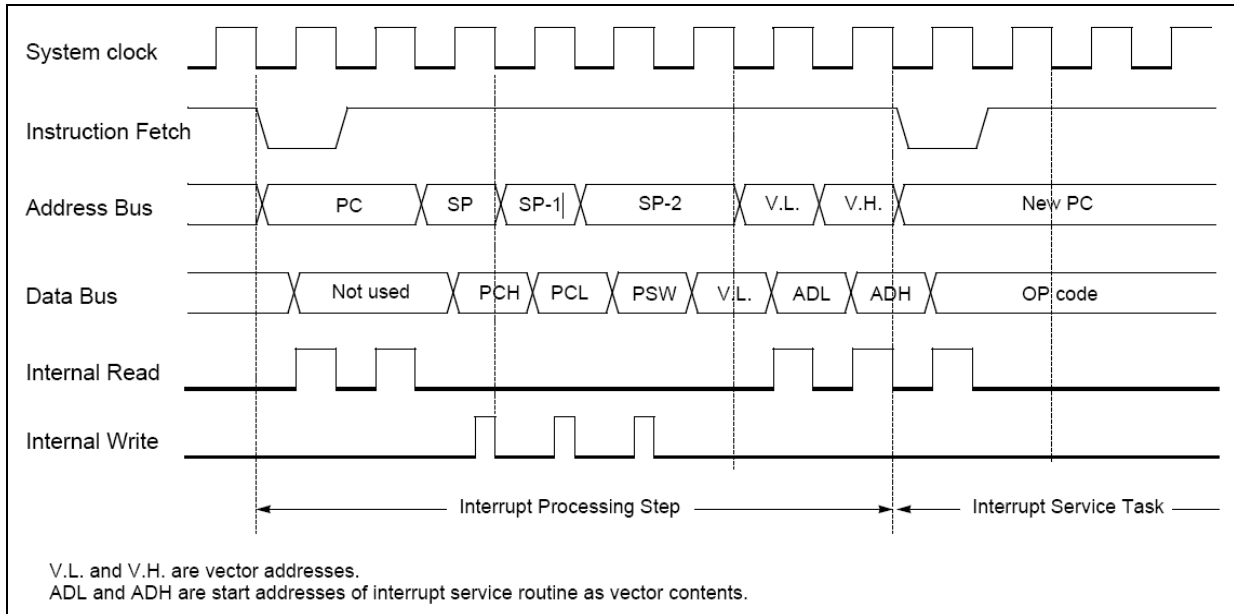 System clock
Instruction Fetch
Address Bus
PC
SP
SP-1
SP-2
V.L.
V.H.
New PC
Data Bus
Not used
PCH
PCL
PSW
V.L.
ADL
ADH
OP code
Internal Read
Internal Write
Interrupt Processing Step
Interrupt Service Task
V.L. and V.H. are vector addresses.
ADL and ADH are start addresses of interrupt service routine as vector contents.